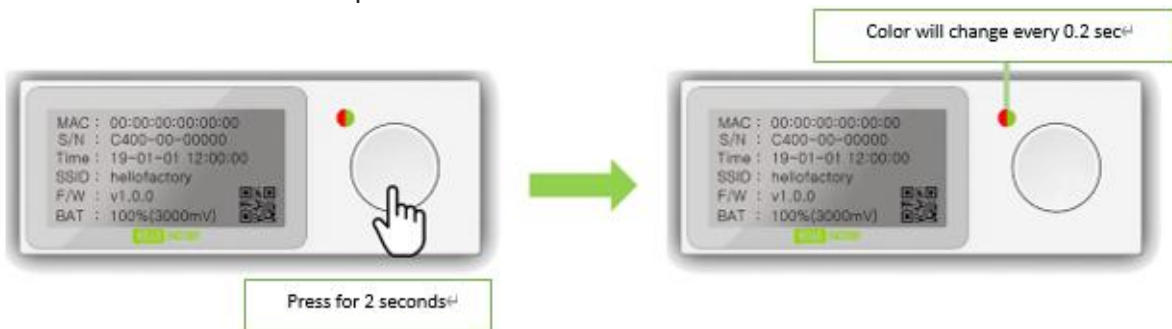 Color will change every 0.2 sec↵
MAC : 00:00:00:00:00:00
S/N : C400-00-00000
Time : 19-01-01 12:00:00
SSID : hellofactory
F/W : v1.0.0
BAT : 100%(3000mV)
Press for 2 seconds↵
MAC : 00:00:00:00:00:00
S/N : C400-00-00000
Time : 19-01-01 12:00:00
SSID : hellofactory
F/W : v1.0.0
BAT : 100%(3000mV)